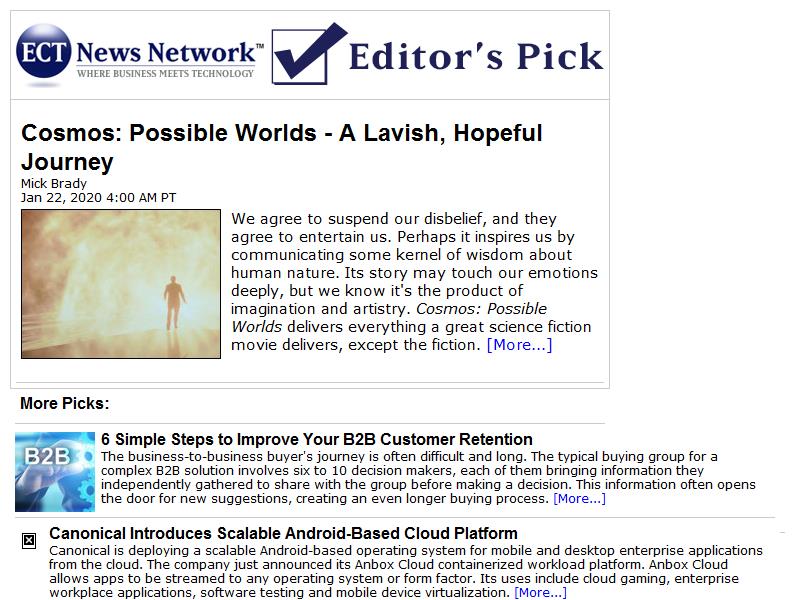 ECT News Network™
WHERE BUSINESS MEETS TECHNOLOGY
Editor's Pick
Cosmos: Possible Worlds - A Lavish, Hopeful
Journey
Mick Brady
Jan 22, 2020 4:00 AM PT
We agree to suspend our disbelief, and they
agree to entertain us. Perhaps it inspires us by
communicating some kernel of wisdom about
human nature. Its story may touch our emotions
deeply, but we know it's the product of
imagination and artistry. Cosmos: Possible
Worlds delivers everything a great science fiction
movie delivers, except the fiction. [More...]
More Picks:
B2B
6 Simple Steps to Improve Your B2B Customer Retention
The business-to-business buyer's journey is often difficult and long. The typical buying group for a
complex B2B solution involves six to 10 decision makers, each of them bringing information they
independently gathered to share with the group before making a decision. This information often opens
the door for new suggestions, creating an even longer buying process. [More...]
Canonical Introduces Scalable Android-Based Cloud Platform
Canonical is deploying a scalable Android-based operating system for mobile and desktop enterprise applications
from the cloud. The company just announced its Anbox Cloud containerized workload platform. Anbox Cloud
allows apps to be streamed to any operating system or form factor. Its uses include cloud gaming, enterprise
workplace applications, software testing and mobile device virtualization. [More...]